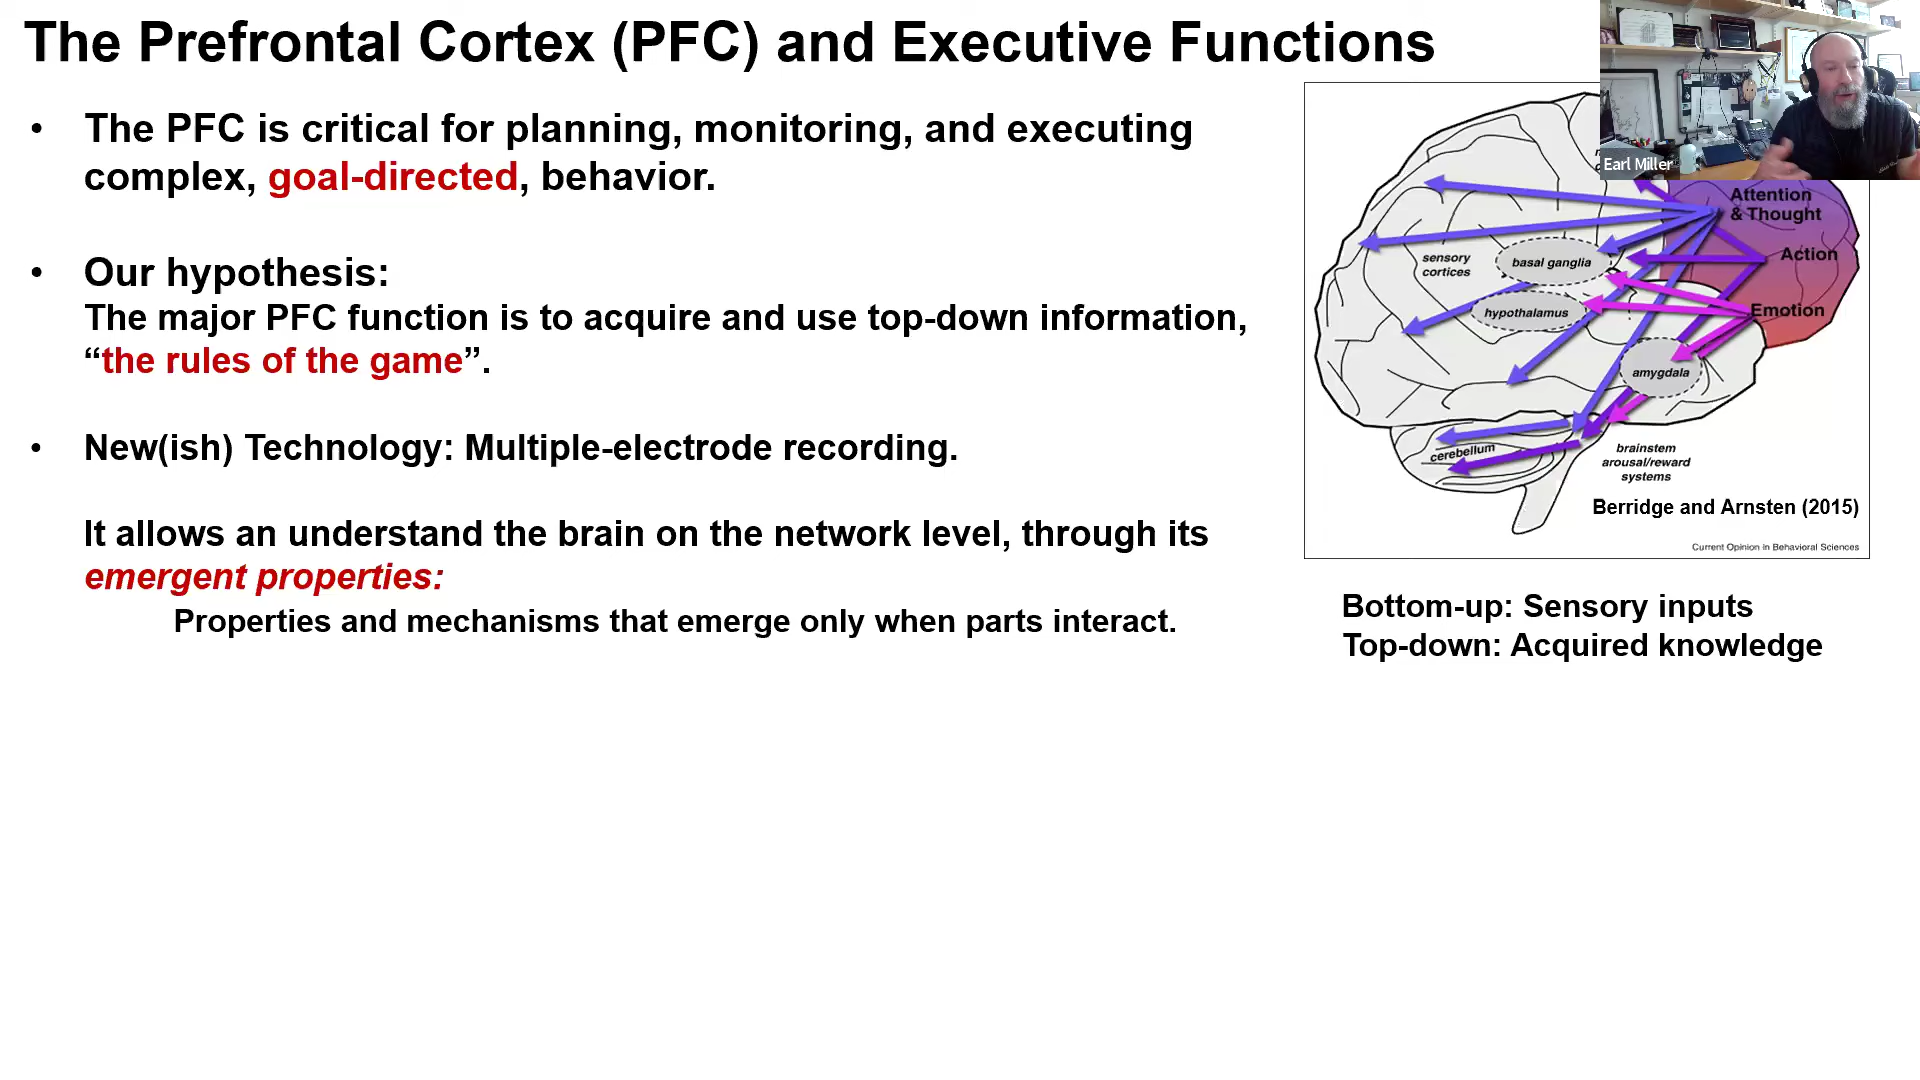 The Prefrontal Cortex (PFC) and Executive Functions
• The PFC is critical for planning, monitoring, and executing
complex, goal-directed, behavior.
• Our hypothesis:
The major PFC function is to acquire and use top-down information,
“the rules of the game”.
• New(ish) Technology: Multiple-electrode recording.
It allows an understand the brain on the network level, through its
emergent properties:
Properties and mechanisms that emerge only when parts interact.
Earl Miller
Attention
& Thought
Action
Emotion
sensory
cortices
basal ganglia
hypothalamus
amygdala
cerebellum
brainstem
arousal/reward
systems
Berridge and Arnsten (2015)
Current Opinion in Behavioral Sciences
Bottom-up: Sensory inputs
Top-down: Acquired knowledge